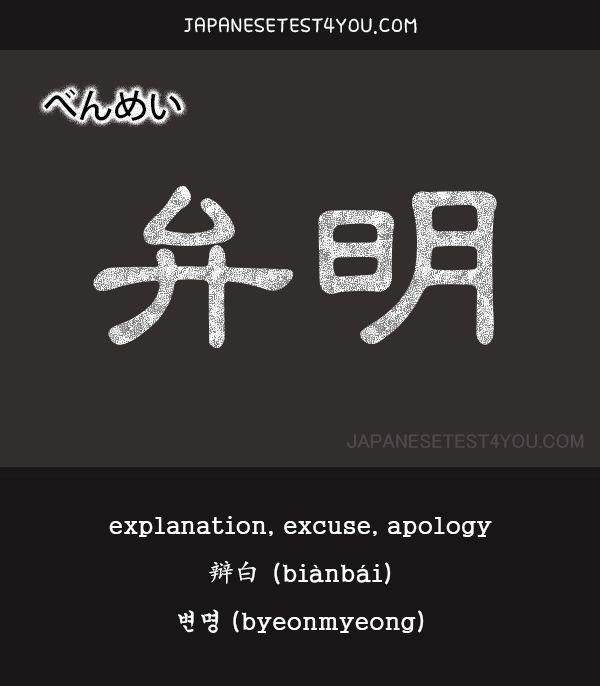 JAPANESETEST4YOU.COM
べんめい
弁明
JAPANESETEST4YOU.COM
explanation, excuse, apology
辩白 (biànbái)
변명 (byeonmyeong)